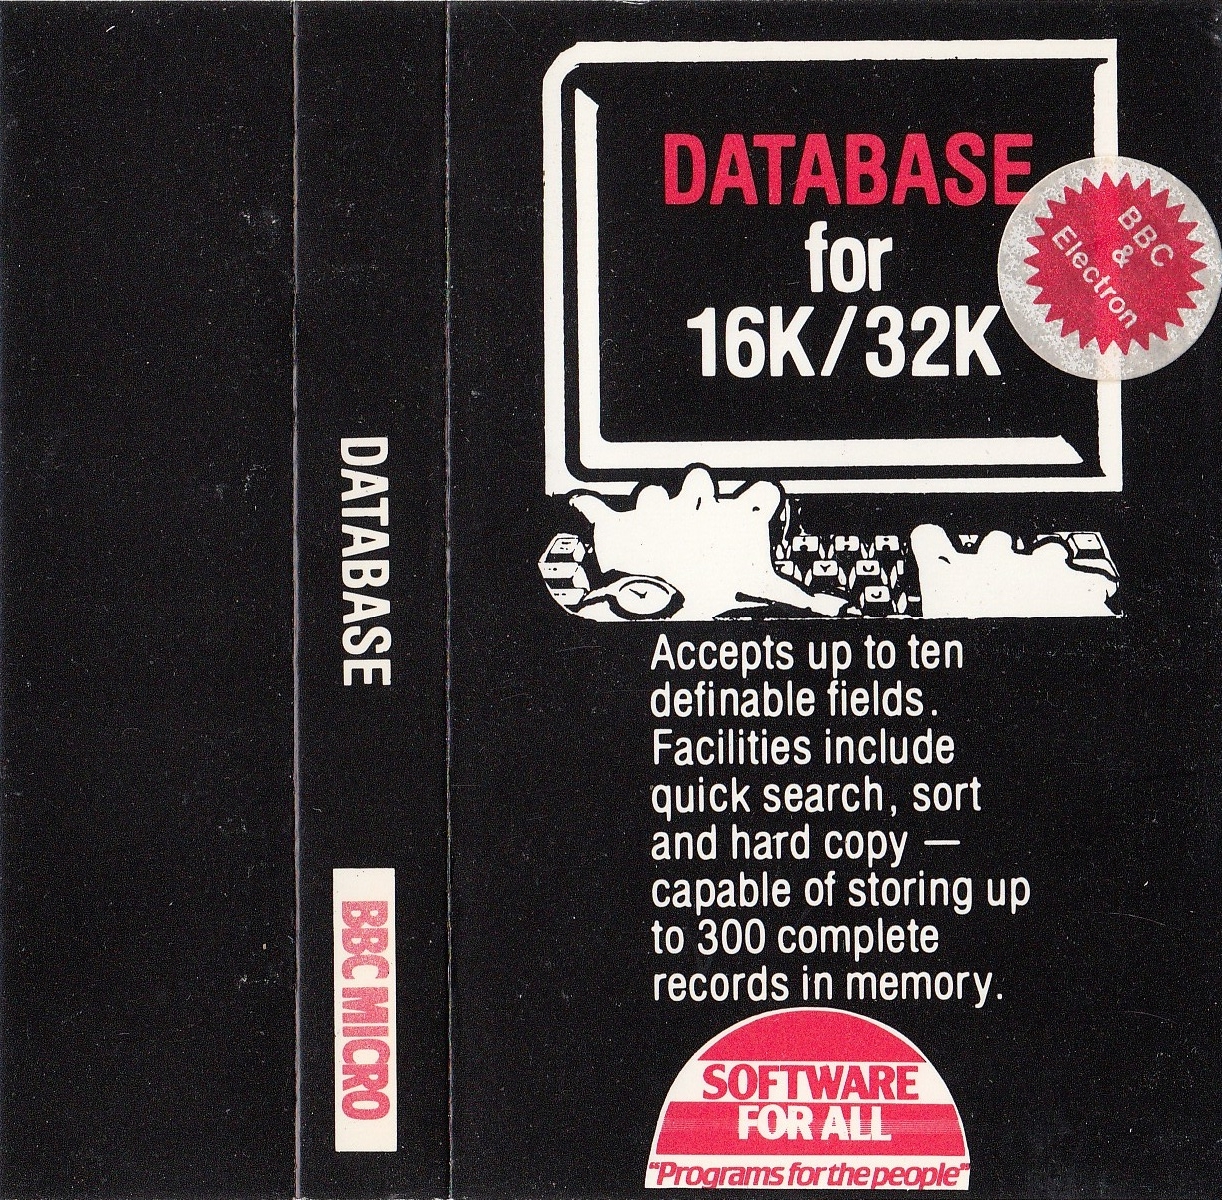 DATABASE
BBC MICRO
DATABASE
for
16K/32K
BBC
&
Electron
Accepts up to ten
definable fields.
Facilities include
quick search, sort
and hard copy —
capable of storing up
to 300 complete
records in memory.
SOFTWARE
FOR ALL
"Programs for the people"